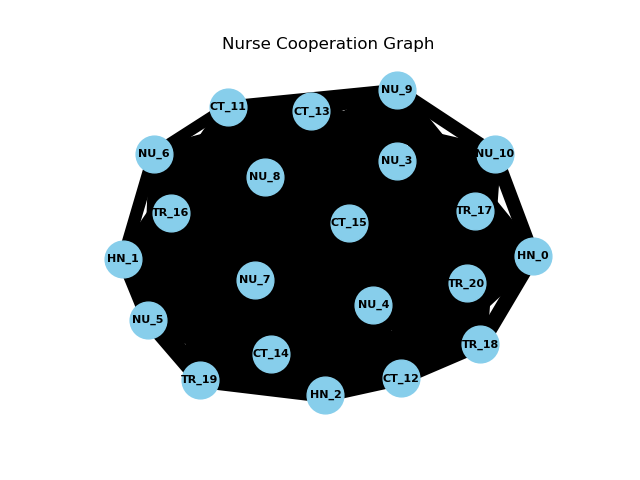 Nurse Cooperation Graph
NU_9
CT_11
CT_13
NU_6
NU_3
NU_10
NU_8
TR_16
TR_17
CT_15
HN_1
HN_0
NU_7
TR_20
NU_4
NU_5
TR_18
CT_14
TR_19
CT_12
HN_2